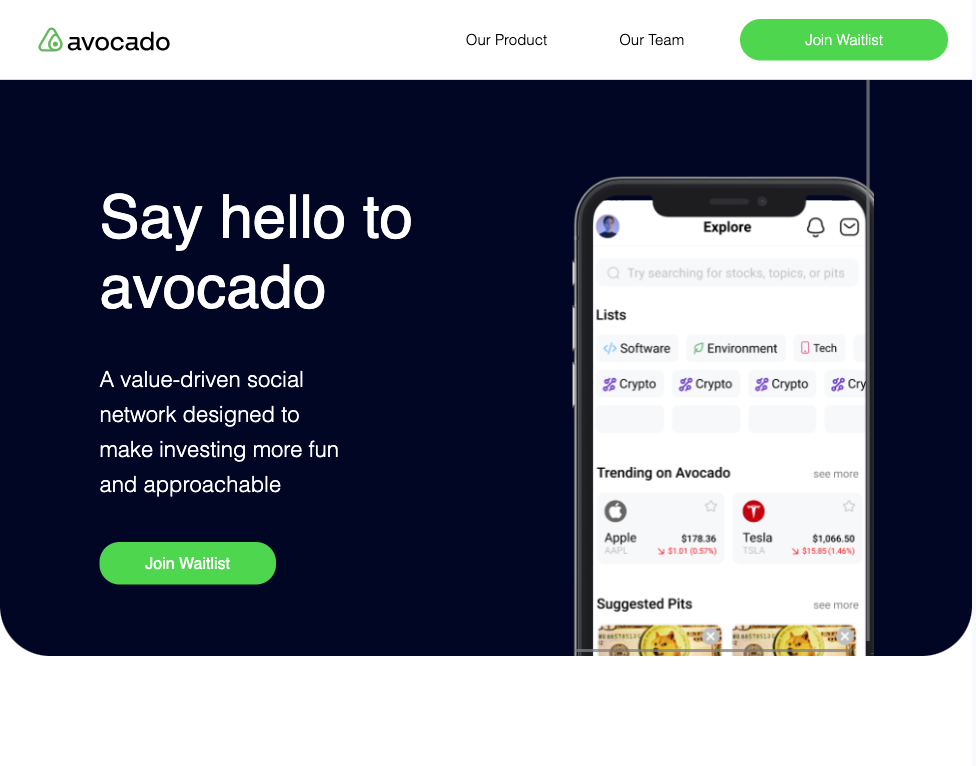 avocado
Our Product
Our Team
Join Waitlist
Say hello to
avocado
A value-driven social
network designed to
make investing more fun
and approachable
Join Waitlist
Explore
Try searching for stocks, topics, or pits
Lists
Software Environment Tech
Crypto Crypto Crypto Cry
Trending on Avocado see more
Apple $178.36
AAPL $1.01 (0.57%)
Tesla $1,066.50
TSLA $15.85 (1.46%)
Suggested Pits see more